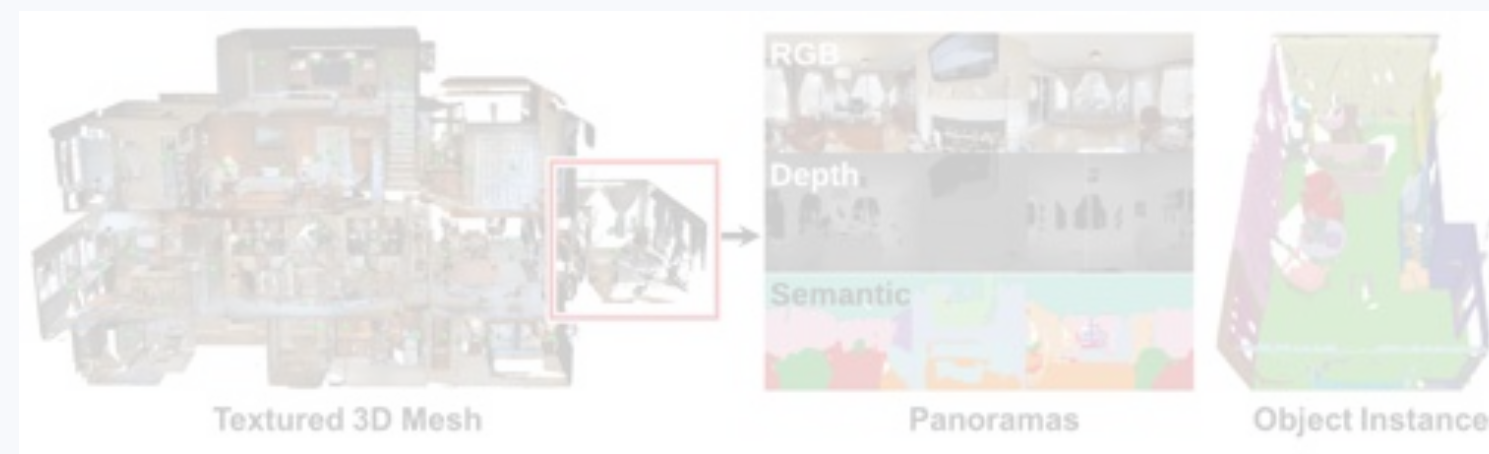 RGB
Depth
Semantic
Textured 3D Mesh
Panoramas
Object Instance